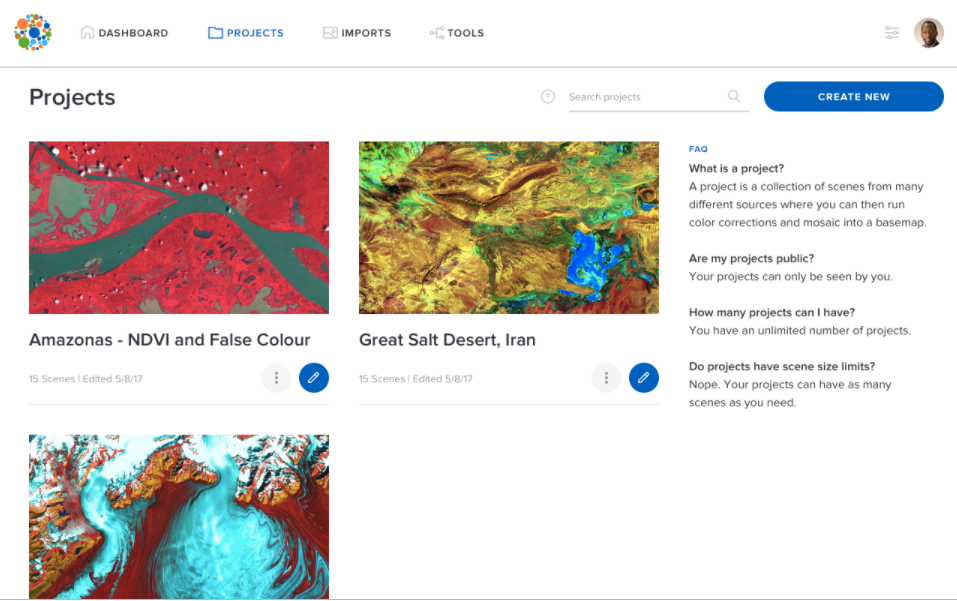 DASHBOARD
PROJECTS
IMPORTS
TOOLS
Projects
?
Search projects
CREATE NEW
Amazonas - NDVI and False Colour
15 Scenes | Edited 5/8/17
Great Salt Desert, Iran
15 Scenes | Edited 5/8/17
FAQ
What is a project?
A project is a collection of scenes from many
different sources where you can then run
color corrections and mosaic into a basemap.
Are my projects public?
Your projects can only be seen by you.
How many projects can I have?
You have an unlimited number of projects.
Do projects have scene size limits?
Nope. Your projects can have as many
scenes as you need.